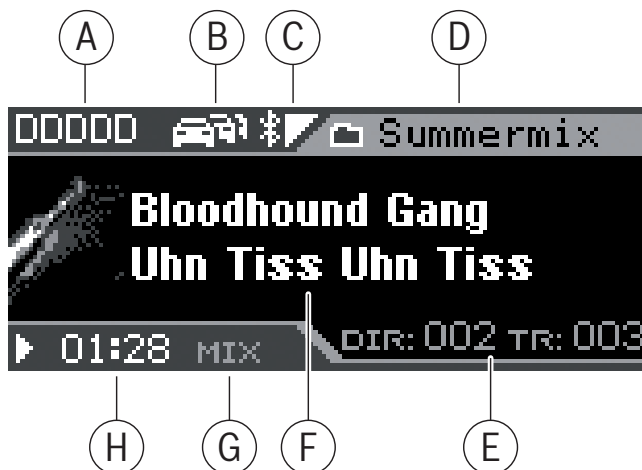 A B C D
DDDDD Summermix
Bloodhound Gang
Uhn Tiss Uhn Tiss
01:28 MIX DIR: 002 TR: 003
H G F E